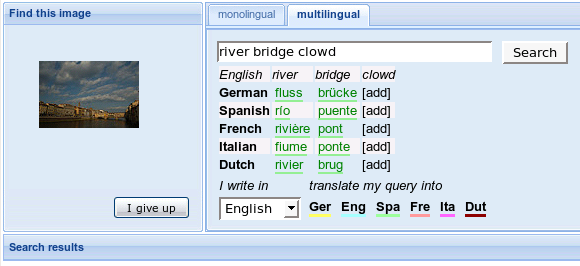 Find this image
monolingual multilingual
river bridge clowd Search
English river bridge clowd
German fluss brücke [add]
Spanish río puente [add]
French rivière pont [add]
Italian fiume ponte [add]
Dutch rivier brug [add]
I write in translate my query into
I give up
English Ger Eng Spa Fre Ita Dut
Search results